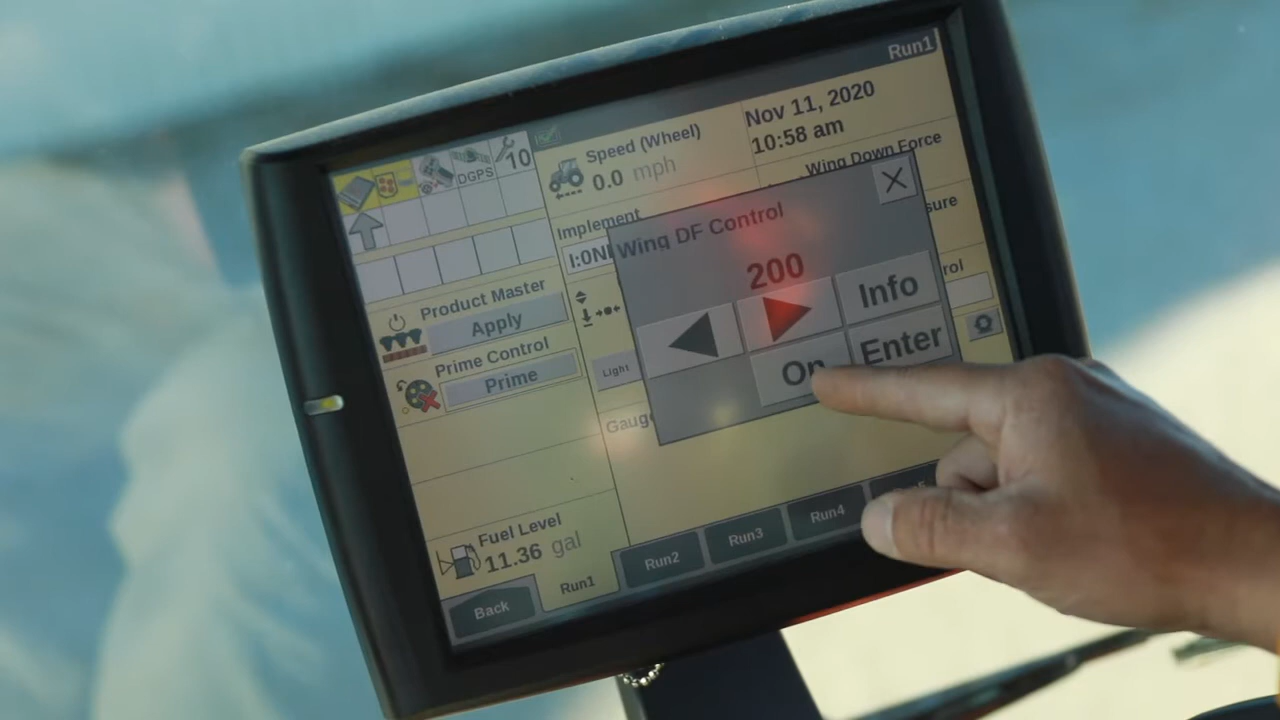 Run1
10
DGPS
Speed (Wheel)
0.0 mph
Nov 11, 2020
10:58 am
Wing Down Force
Implement
Wing DF Control
200
Info
Enter
On
Product Master
Apply
Prime Control
Prime
Light
Fuel Level
11.36 gal
Back
Run1
Run2
Run3
Run4